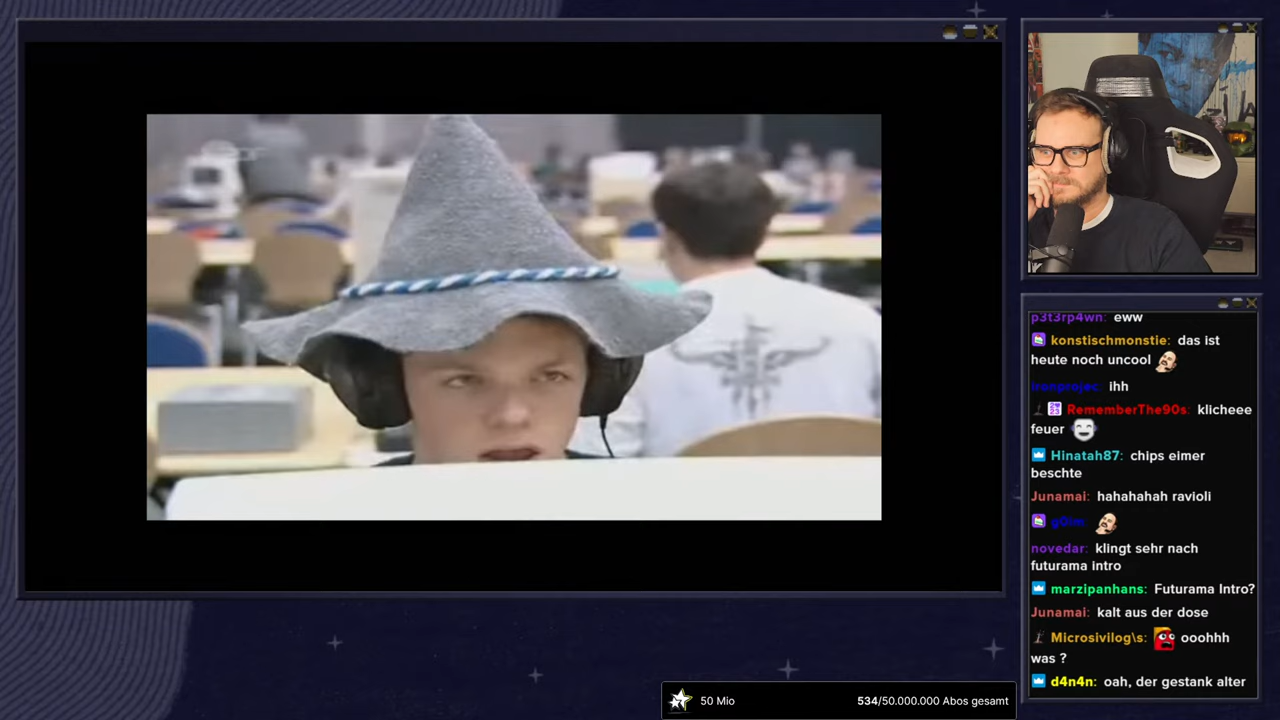 p3t3rp4wn: eww
konstischmonstie: das ist
heute noch uncool
ironprojec: ihh
RememberThe90s: klicheee
feuer
Hinatah87: chips eimer
beschte
Junamai: hahahahah ravioli
novedar: klingt sehr nach
futurama intro
marzipanhans: Futurama Intro?
Junamai: kalt aus der dose
Microsivilog\s: ooohhh
was ?
d4n4n: oah, der gestank alter
50 Mio
534/50.000.000 Abos gesamt